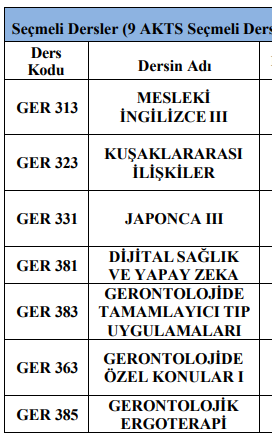 Seçmeli Dersler (9 AKTS Seçmeli Ders
Ders
Kodu
Dersin Adı
GER 313
MESLEKİ
İNGİLİZCE III
GER 323
KUŞAKLARARASI
İLİŞKİLER
GER 331
JAPONCA III
GER 381
DİJİTAL SAĞLIK
VE YAPAY ZEKA
GER 383
GERONTOLOJİDE
TAMAMLAYICI TIP
UYGULAMALARI
GER 363
GERONTOLOJİDE
ÖZEL KONULAR I
GER 385
GERONTOLOJİK
ERGOTERAPİ